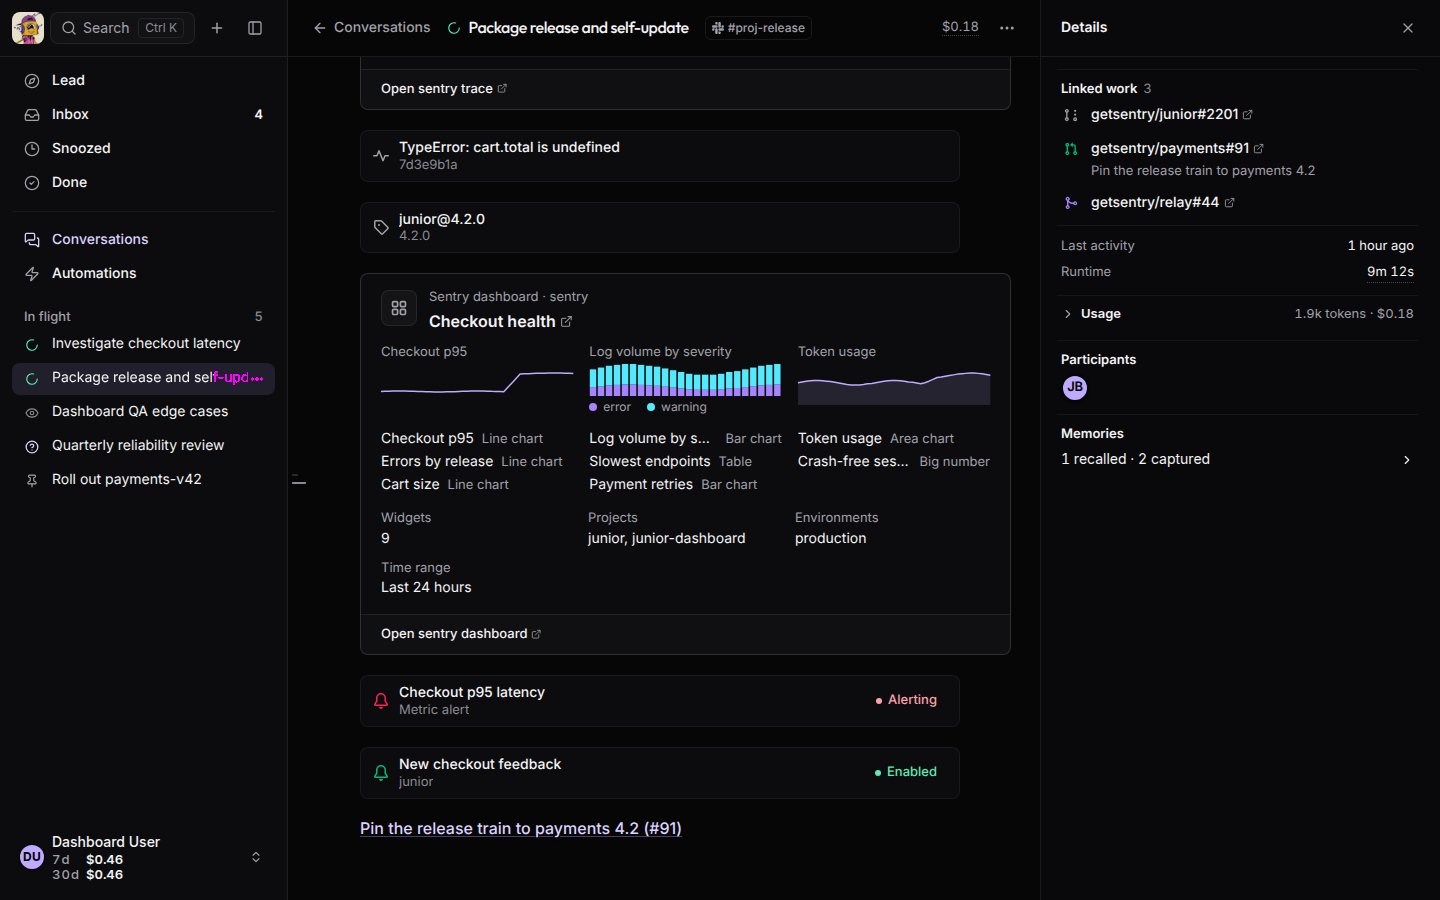 Search Ctrl K
Lead
Inbox 4
Snoozed
Done
Conversations
Automations
In flight 5
Investigate checkout latency
Package release and self-upd...
Dashboard QA edge cases
Quarterly reliability review
Roll out payments-v42
Dashboard User
DU
7d $0.46
30d $0.46
Conversations
Package release and self-update
#proj-release
$0.18
Open sentry trace
TypeError: cart.total is undefined
7d3e9b1a
junior@4.2.0
4.2.0
Sentry dashboard · sentry
Checkout health
Checkout p95 Log volume by severity Token usage
error warning
Checkout p95 Line chart Log volume by s... Bar chart Token usage Area chart
Errors by release Line chart Slowest endpoints Table Crash-free ses... Big number
Cart size Line chart Payment retries Bar chart
Widgets Projects Environments
9 junior, junior-dashboard production
Time range
Last 24 hours
Open sentry dashboard
Checkout p95 latency
Metric alert
Alerting
New checkout feedback
junior
Enabled
Pin the release train to payments 4.2 (#91)
Details
Linked work 3
getsentry/junior#2201
getsentry/payments#91
Pin the release train to payments 4.2
getsentry/relay#44
Last activity 1 hour ago
Runtime 9m 12s
Usage 1.9k tokens · $0.18
Participants
JB
Memories
1 recalled · 2 captured